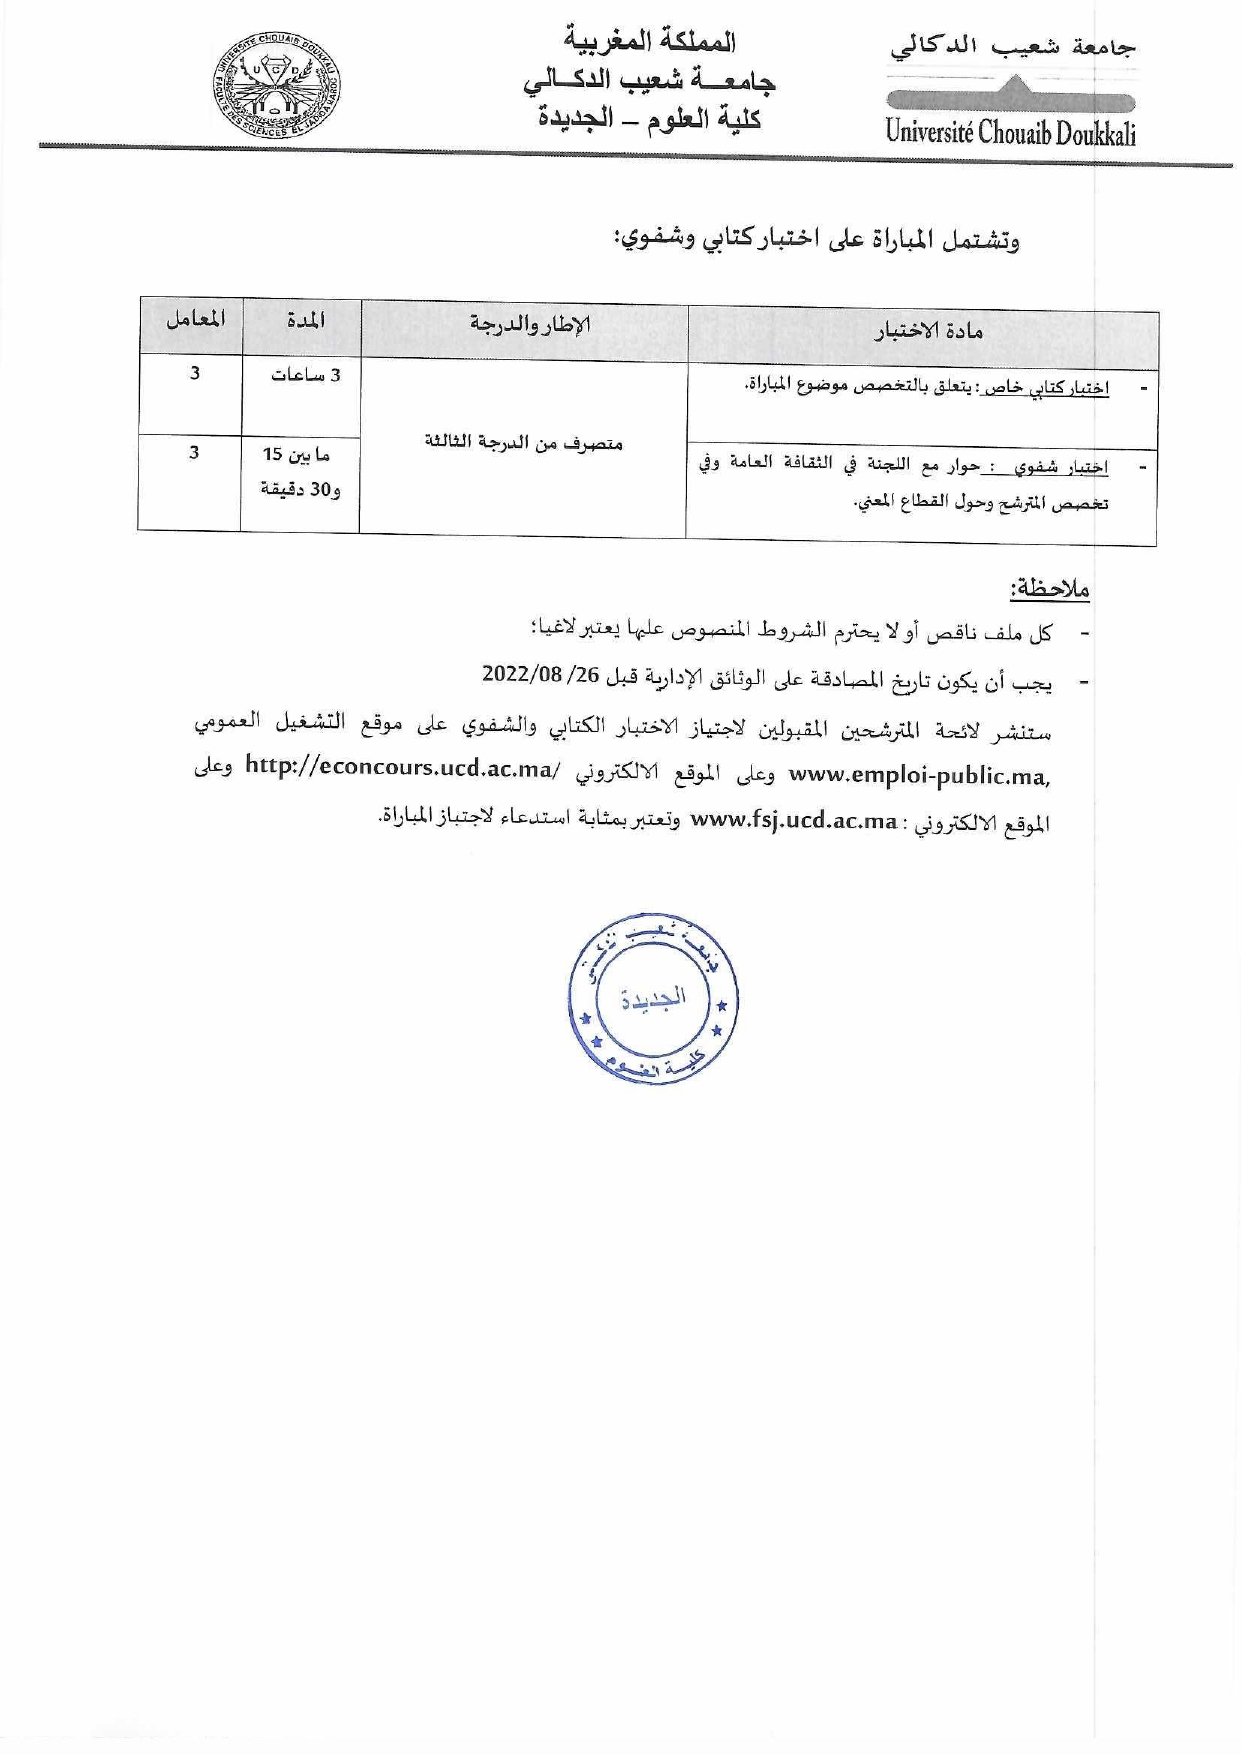 جامعة شعيب الدكالي
Université Chouaib Doukkali
المملكة المغربية
جامعــة شعيب الدكــالي
كلية العلوم – الجديدة
UNIVERSITE CHOUAIB DOUKKALI
U C D
FACULTE DES SCIENCES EL JADIDA MAROC
وتشتمل المباراة على اختبار كتابي وشفوي:
مادة الاختبار
الإطار والدرجة
المدة
المعامل
- اختبار كتابي خاص : يتعلق بالتخصص موضوع المباراة.
متصرف من الدرجة الثالثة
3 ساعات
3
- اختبار شفوي : حوار مع اللجنة في الثقافة العامة وفي
تخصص المترشح وحول القطاع المعني.
ما بين 15
و30 دقيقة
3
ملاحظة:
- كل ملف ناقص أو لا يحترم الشروط المنصوص عليها يعتبر لاغيا؛
- يجب أن يكون تاريخ المصادقة على الوثائق الإدارية قبل 26/ 2022/08
ستنشر لائحة المترشحين المقبولين لاجتياز الاختبار الكتابي والشفوي على موقع التشغيل العمومي
www.emploi-public.ma, وعلى الموقع الالكتروني http://econcours.ucd.ac.ma/ وعلى
الموقع الالكتروني : www.fsj.ucd.ac.ma وتعتبر بمثابة استدعاء لاجتياز المباراة.
جامعة شعيب الدكالي
الجديدة
كلية العلوم